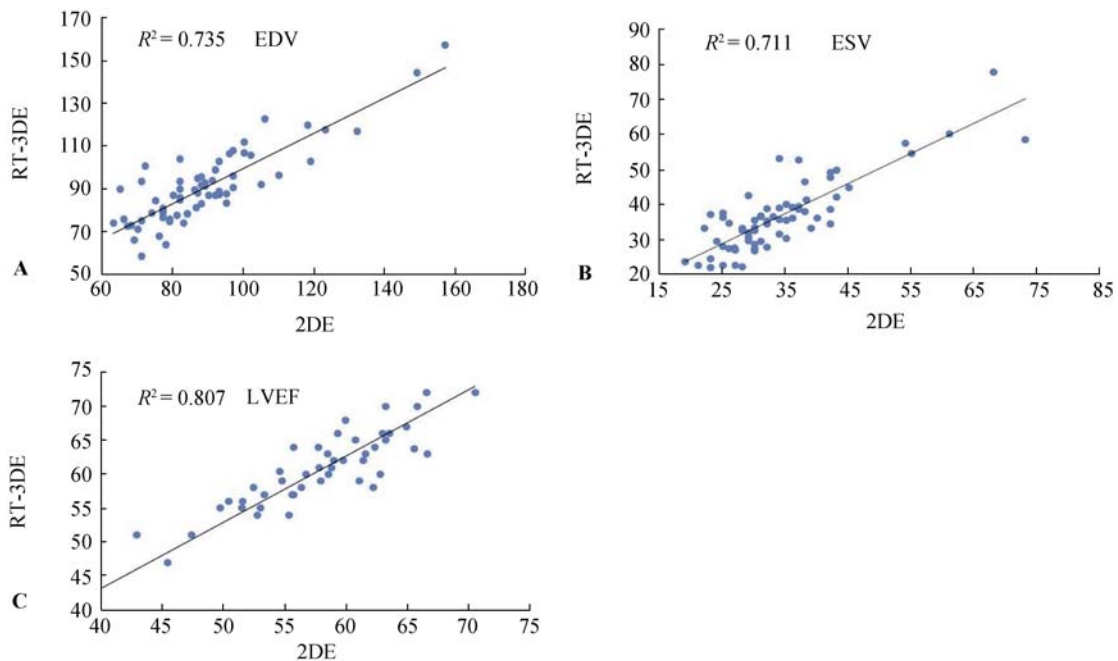 170
150
130
110
90
70
50
RT-3DE
R² = 0.735 EDV
60 80 100 120 140 160 180
2DE
A
90
80
70
60
50
40
30
20
RT-3DE
R² = 0.711 ESV
15 25 35 45 55 65 75 85
2DE
B
75
70
65
60
55
50
45
40
RT-3DE
R² = 0.807 LVEF
40 45 50 55 60 65 70 75
2DE
C